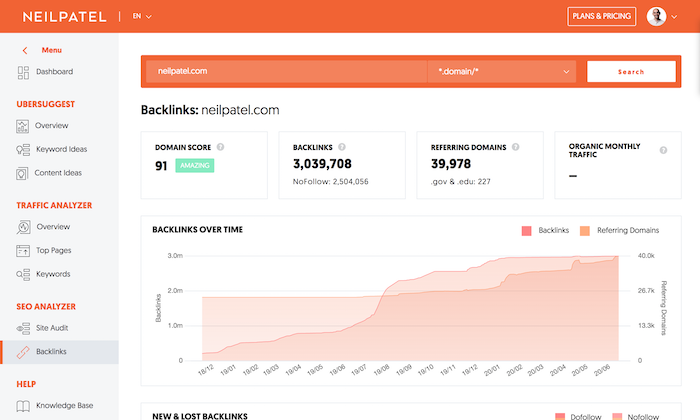 NEILPATEL
EN
PLANS & PRICING
Menu
Dashboard
UBERSUGGEST
Overview
Keyword Ideas
Content Ideas
TRAFFIC ANALYZER
Overview
Top Pages
Keywords
SEO ANALYZER
Site Audit
Backlinks
HELP
Knowledge Base
neilpatel.com
*.domain/*
Search
Backlinks: neilpatel.com
DOMAIN SCORE ?
91 AMAZING
BACKLINKS ?
3,039,708
NoFollow: 2,504,056
REFERRING DOMAINS ?
39,978
.gov & .edu: 227
ORGANIC MONTHLY
TRAFFIC ?
–
BACKLINKS OVER TIME
Backlinks
Referring Domains
3.0m
2.0m
1.0m
0
Backlinks
40.0k
26.7k
13.3k
0
Referring Domains
18/12 19/01 19/02 19/03 19/04 19/05 19/06 19/07 19/08 19/09 19/10 19/11 19/12 20/01 20/02 20/03 20/04 20/05 20/06
NEW & LOST BACKLINKS
Dofollow
Nofollow